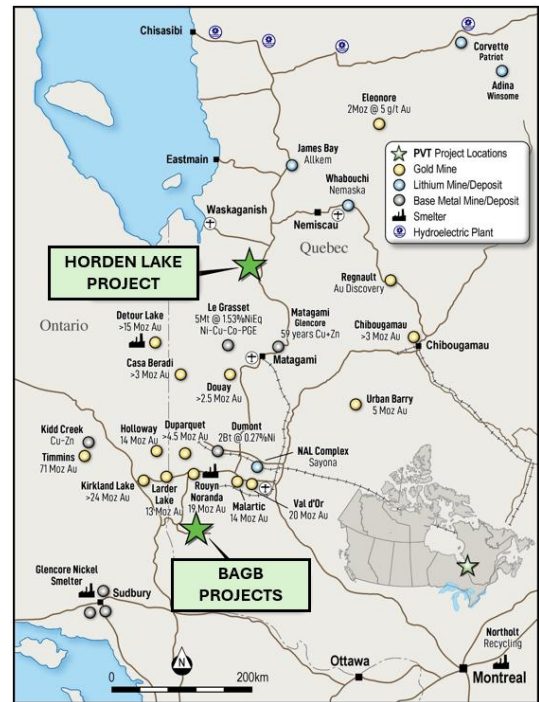 Chisasibi
Corvette
Patriot
Adina
Winsome
Eleonore
2Moz @ 5 g/t Au
PVT Project Locations
Gold Mine
Lithium Mine/Deposit
Base Metal Mine/Deposit
Smelter
Hydroelectric Plant
James Bay
Allkem
Eastmain
Whabouchi
Nemaska
Waskaganish
Nemiscau
Quebec
HORDEN LAKE
PROJECT
Regnault
Au Discovery
Ontario
Detour Lake
>15 Moz Au
Le Grasset
5Mt @ 1.53%NiEq
Ni-Cu-Co-PGE
Matagami
Glencore
59 years Cu+Zn
Chibougamau
>3 Moz Au
Chibougamau
Matagami
Casa Beradi
>3 Moz Au
Douay
>2.5 Moz Au
Urban Barry
5 Moz Au
Kidd Creek
Cu-Zn
Timmins
71 Moz Au
Holloway
14 Moz Au
Duparquet
>4.5 Moz Au
Dumont
2Bt @ 0.27%Ni
NAL Complex
Sayona
Kirkland Lake
>24 Moz Au
Larder
Lake
13 Moz Au
Rouyn
Noranda
19 Moz Au
Malartic
14 Moz Au
Val d'Or
20 Moz Au
BAGB
PROJECTS
Glencore Nickel
Smelter
Sudbury
N
0 200km
Ottawa
Northolt
Recycling
Montreal